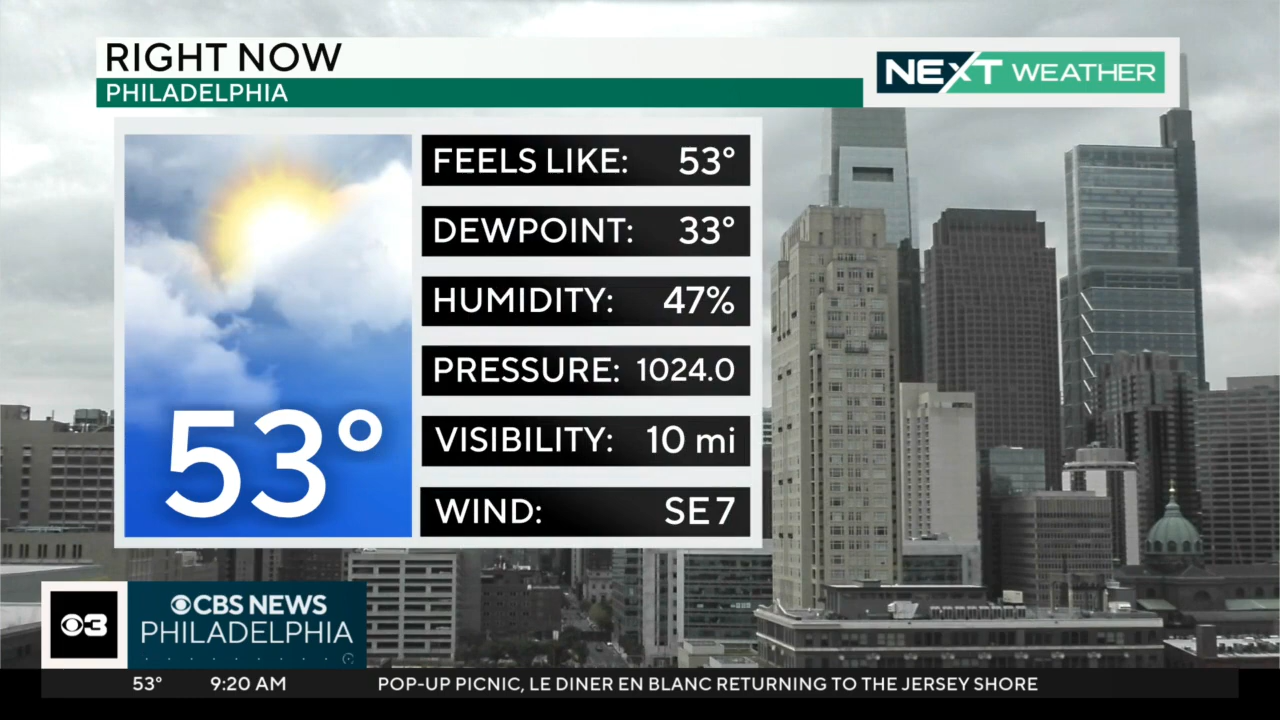 RIGHT NOW
PHILADELPHIA
NEXT WEATHER
53°
FEELS LIKE: 53°
DEWPOINT: 33°
HUMIDITY: 47%
PRESSURE: 1024.0
VISIBILITY: 10 mi
WIND: SE 7
3
CBS NEWS
PHILADELPHIA
53° 9:20 AM POP-UP PICNIC, LE DINER EN BLANC RETURNING TO THE JERSEY SHORE